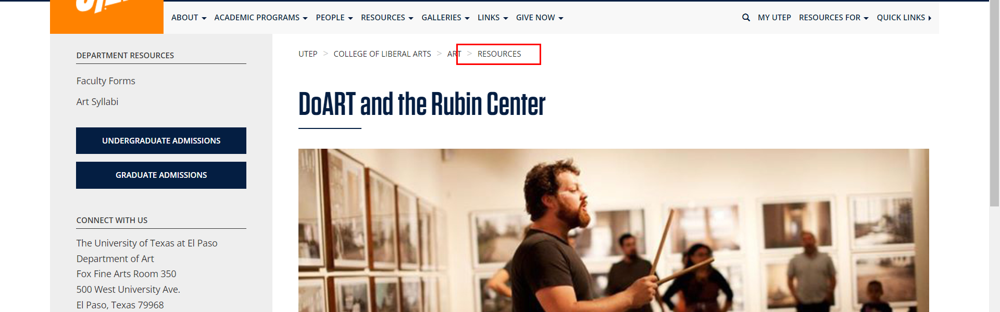 ABOUT ACADEMIC PROGRAMS PEOPLE RESOURCES GALLERIES LINKS GIVE NOW MY UTEP RESOURCES FOR QUICK LINKS
DEPARTMENT RESOURCES
Faculty Forms
Art Syllabi
UNDERGRADUATE ADMISSIONS
GRADUATE ADMISSIONS
CONNECT WITH US
The University of Texas at El Paso
Department of Art
Fox Fine Arts Room 350
500 West University Ave.
El Paso, Texas 79968
UTEP > COLLEGE OF LIBERAL ARTS > ART > RESOURCES
DoART and the Rubin Center